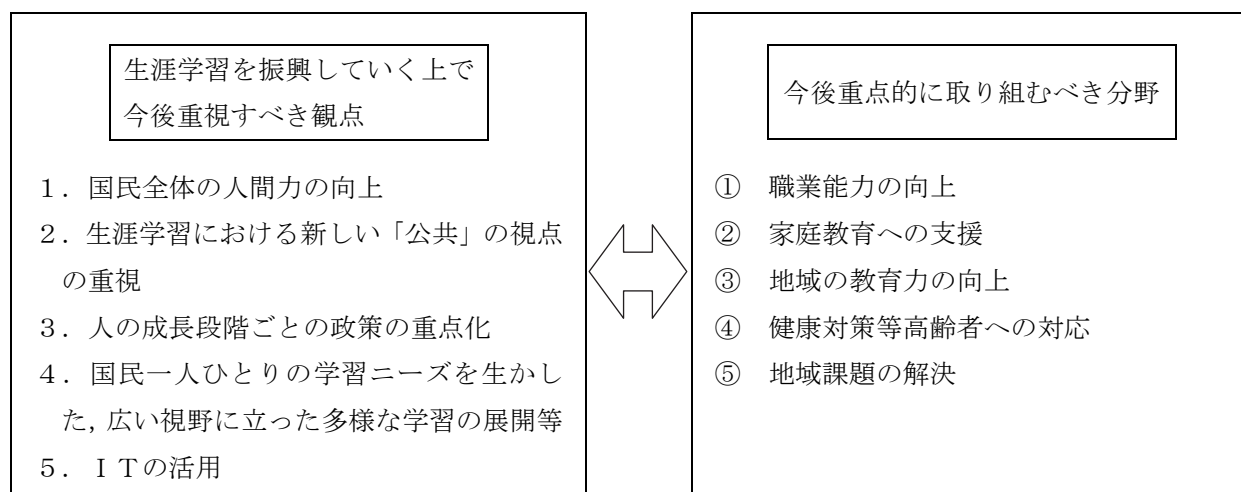 生涯学習を振興していく上で
今後重視すべき観点
１．国民全体の人間力の向上
２．生涯学習における新しい「公共」の視点
の重視
３．人の成長段階ごとの政策の重点化
４．国民一人ひとりの学習ニーズを生かし
た，広い視野に立った多様な学習の展開等
５．ＩＴの活用
今後重点的に取り組むべき分野
① 職業能力の向上
② 家庭教育への支援
③ 地域の教育力の向上
④ 健康対策等高齢者への対応
⑤ 地域課題の解決